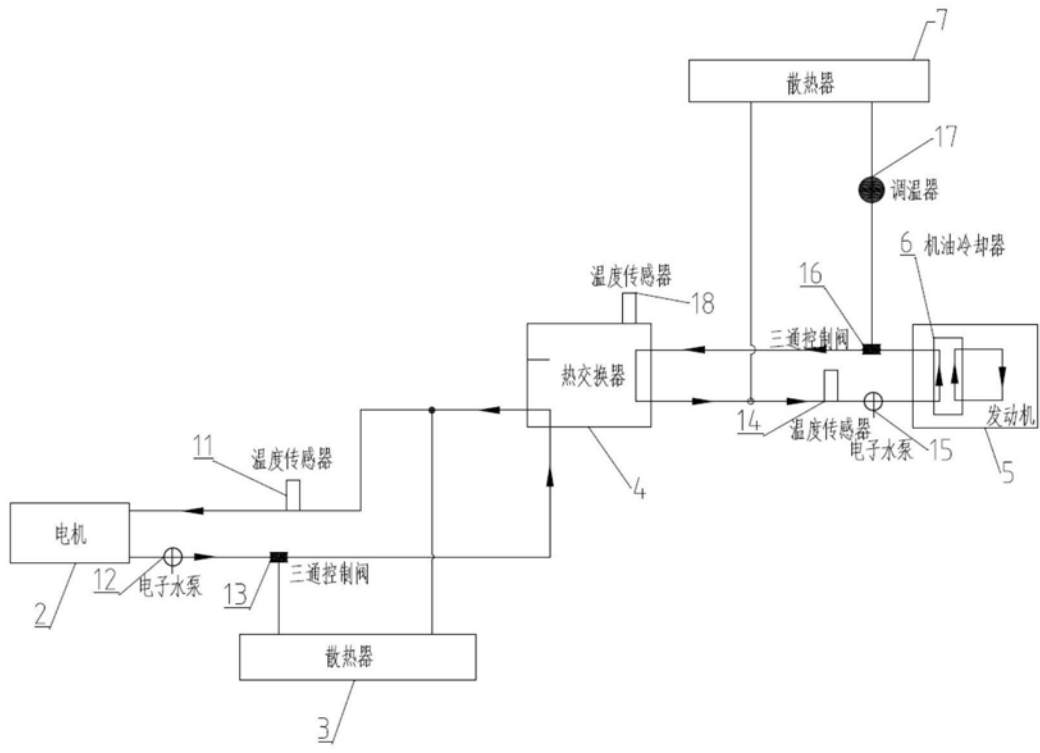 7
散热器
17
调温器
6 机油冷却器
温度传感器
18
16
三通控制阀
热交换器
14
温度传感器
电子水泵
15
发动机
5
4
11
温度传感器
电机
2
12
电子水泵
13
三通控制阀
散热器
3